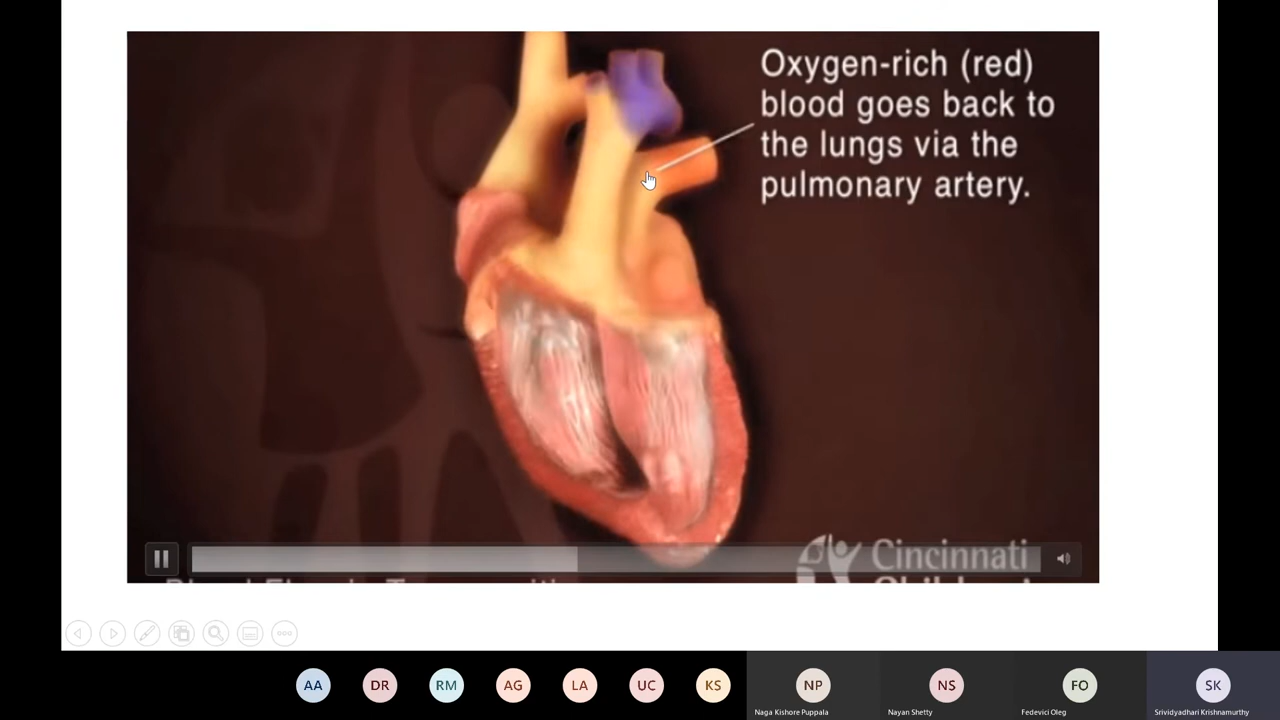 Oxygen-rich (red)
blood goes back to
the lungs via the
pulmonary artery.
Cincinnati
AA
DR
RM
AG
LA
UC
KS
NP
NS
FO
SK
Naga Kishore Puppala
Nayan Shetty
Fedevici Oleg
Srividyadhari Krishnamurthy